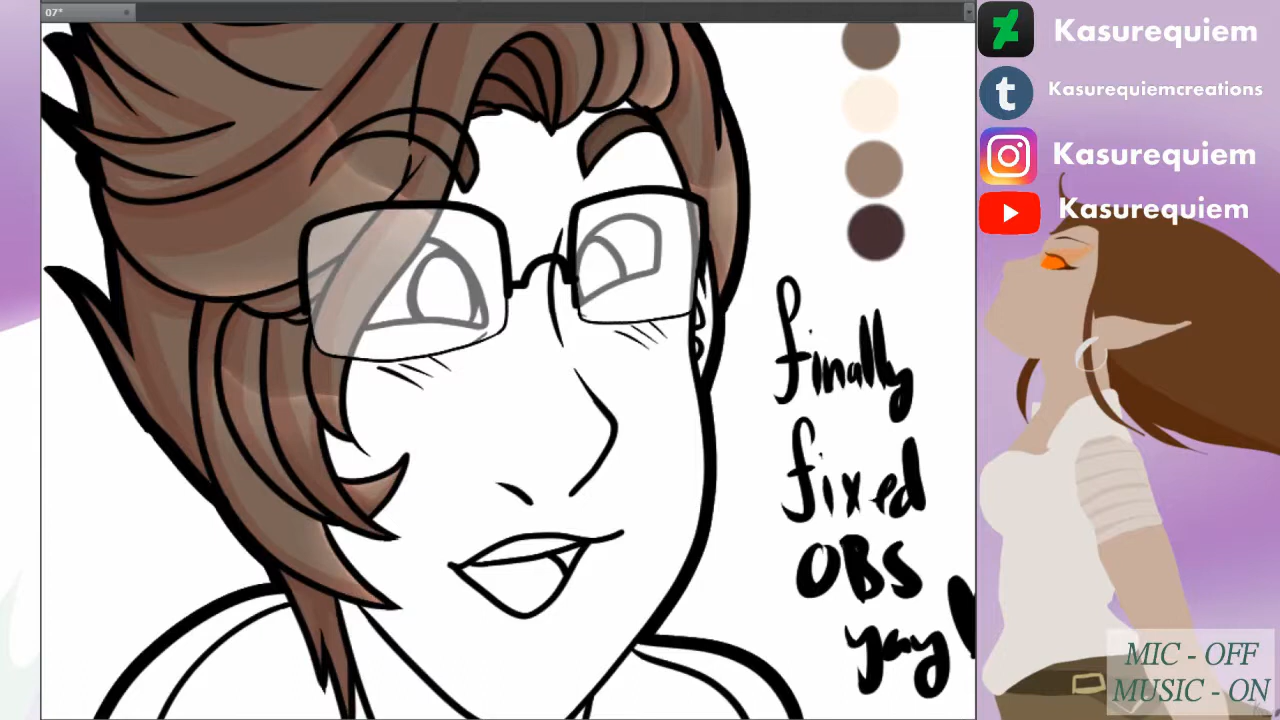 07*
Kasurequiem
Kasurequiemcreations
Kasurequiem
Kasurequiem
finally
fixed
OBS
yay
MIC - OFF
MUSIC - ON